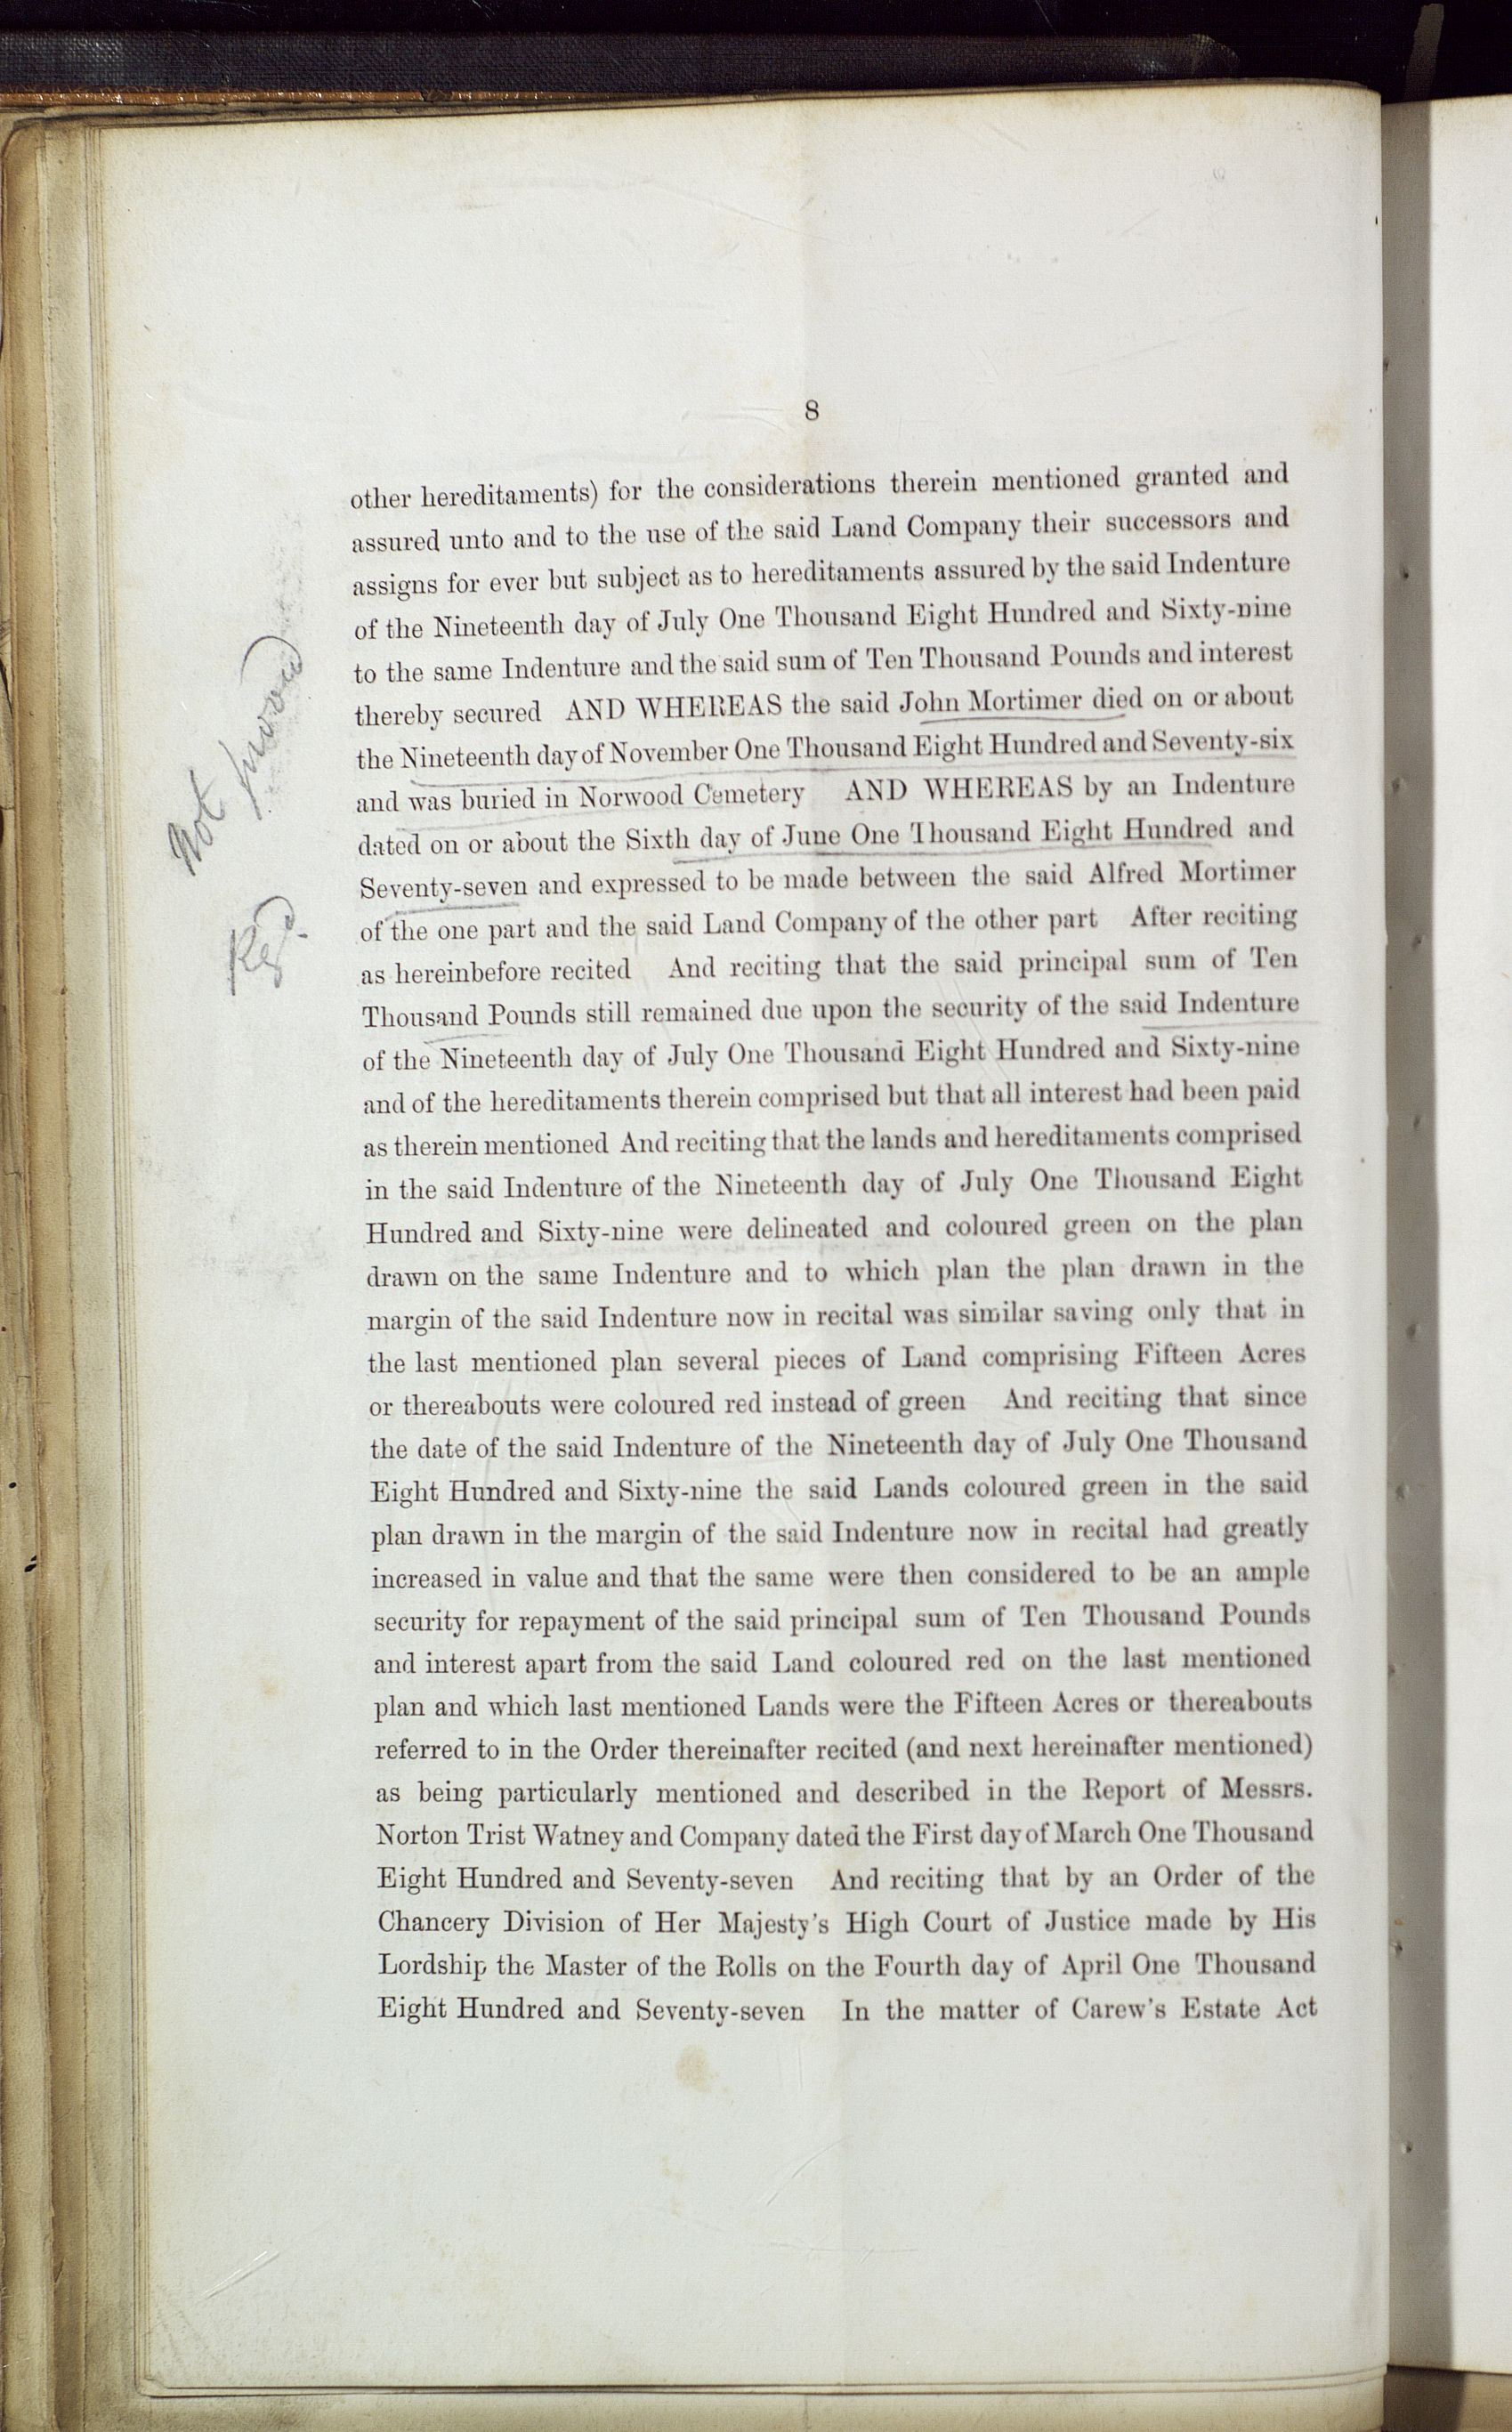 8
other hereditaments) for the considerations therein mentioned granted and
assured unto and to the use of the said Land Company their successors and
assigns for ever but subject as to hereditaments assured by the said Indenture
of the Nineteenth day of July One Thousand Eight Hundred and Sixty-nine
to the same Indenture and the said sum of Ten Thousand Pounds and interest
thereby secured AND WHEREAS the said John Mortimer died on or about
the Nineteenth day of November One Thousand Eight Hundred and Seventy-six
and was buried in Norwood Cemetery AND WHEREAS by an Indenture
dated on or about the Sixth day of June One Thousand Eight Hundred and
Seventy-seven and expressed to be made between the said Alfred Mortimer
of the one part and the said Land Company of the other part After reciting
as hereinbefore recited And reciting that the said principal sum of Ten
Thousand Pounds still remained due upon the security of the said Indenture
of the Nineteenth day of July One Thousand Eight Hundred and Sixty-nine
and of the hereditaments therein comprised but that all interest had been paid
as therein mentioned And reciting that the lands and hereditaments comprised
in the said Indenture of the Nineteenth day of July One Thousand Eight
Hundred and Sixty-nine were delineated and coloured green on the plan
drawn on the same Indenture and to which plan the plan drawn in the
margin of the said Indenture now in recital was similar saving only that in
the last mentioned plan several pieces of Land comprising Fifteen Acres
or thereabouts were coloured red instead of green And reciting that since
the date of the said Indenture of the Nineteenth day of July One Thousand
Eight Hundred and Sixty-nine the said Lands coloured green in the said
plan drawn in the margin of the said Indenture now in recital had greatly
increased in value and that the same were then considered to be an ample
security for repayment of the said principal sum of Ten Thousand Pounds
and interest apart from the said Land coloured red on the last mentioned
plan and which last mentioned Lands were the Fifteen Acres or thereabouts
referred to in the Order thereinafter recited (and next hereinafter mentioned)
as being particularly mentioned and described in the Report of Messrs.
Norton Trist Watney and Company dated the First day of March One Thousand
Eight Hundred and Seventy-seven And reciting that by an Order of the
Chancery Division of Her Majesty's High Court of Justice made by His
Lordship the Master of the Rolls on the Fourth day of April One Thousand
Eight Hundred and Seventy-seven In the matter of Carew's Estate Act
Not proved